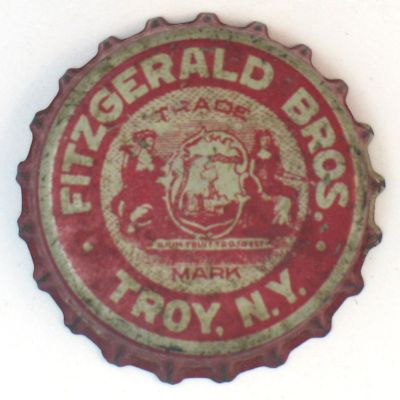 FITZGERALD BROS.
TRADE
MARK
TROY, N.Y.